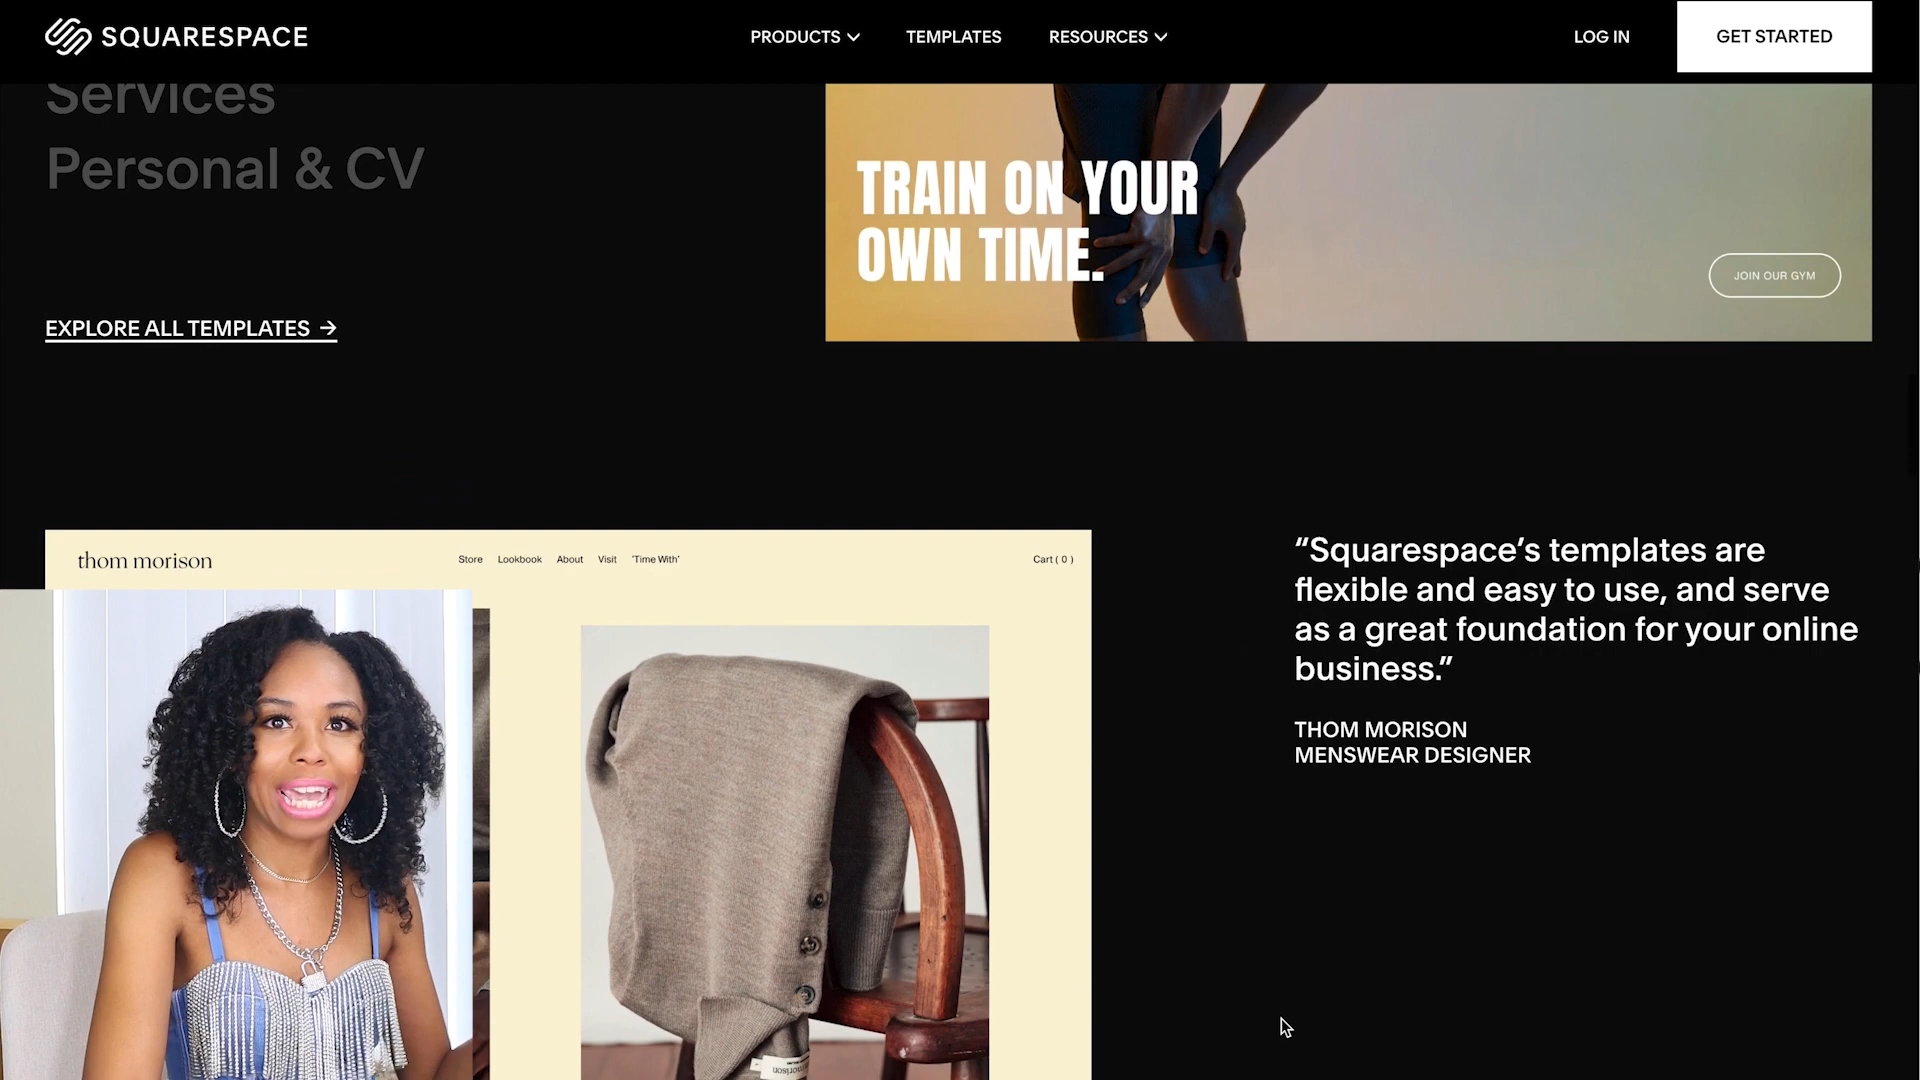 SQUARESPACE
PRODUCTS
TEMPLATES
RESOURCES
LOG IN
GET STARTED
Services
Personal & CV
EXPLORE ALL TEMPLATES →
TRAIN ON YOUR
OWN TIME.
JOIN OUR GYM
thom morison
Store
Lookbook
About
Visit
'Time With'
Cart ( 0 )
“Squarespace’s templates are
flexible and easy to use, and serve
as a great foundation for your online
business.”
THOM MORISON
MENSWEAR DESIGNER